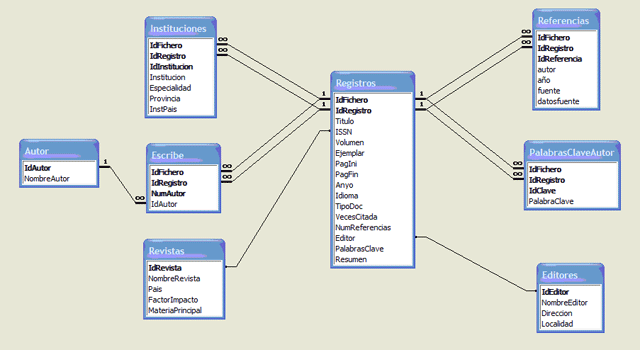 Instituciones
IdFichero
IdRegistro
IdInstitucion
Institucion
Especialidad
Provincia
InstPais
Autor
IdAutor
NombreAutor
Escribe
IdFichero
IdRegistro
NumAutor
IdAutor
Revistas
IdRevista
NombreRevista
Pais
FactorImpacto
MateriaPrincipal
Registros
IdFichero
IdRegistro
Titulo
ISSN
Volumen
Ejemplar
PagIni
PagFin
Anyo
Idioma
TipoDoc
VecesCitada
NumReferencias
Editor
PalabrasClave
Resumen
Referencias
IdFichero
IdRegistro
IdReferencia
autor
año
fuente
datosfuente
PalabrasClaveAutor
IdFichero
IdRegistro
IdClave
PalabraClave
Editores
IdEditor
NombreEditor
Direccion
Localidad
∞
∞
1
1
1
1
∞
∞
1
∞
∞
∞
1
1
∞
∞